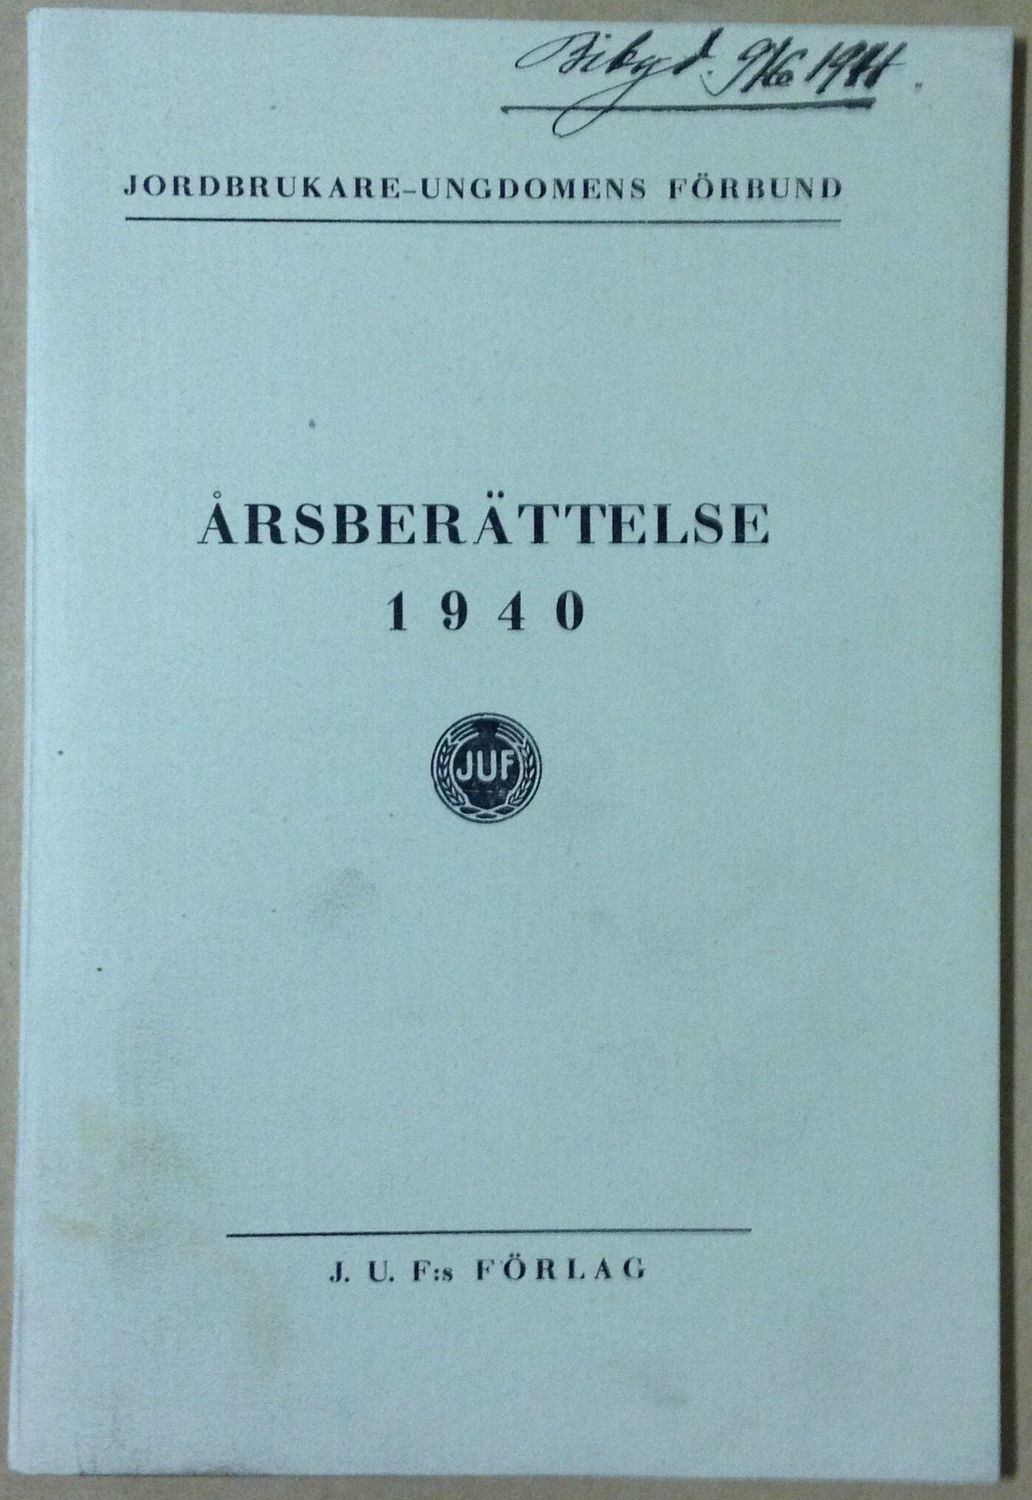 JORDBRUKARE-UNGDOMENS FÖRBUND
ÅRSBERÄTTELSE
1940
JUF
J. U. F:s FÖRLAG